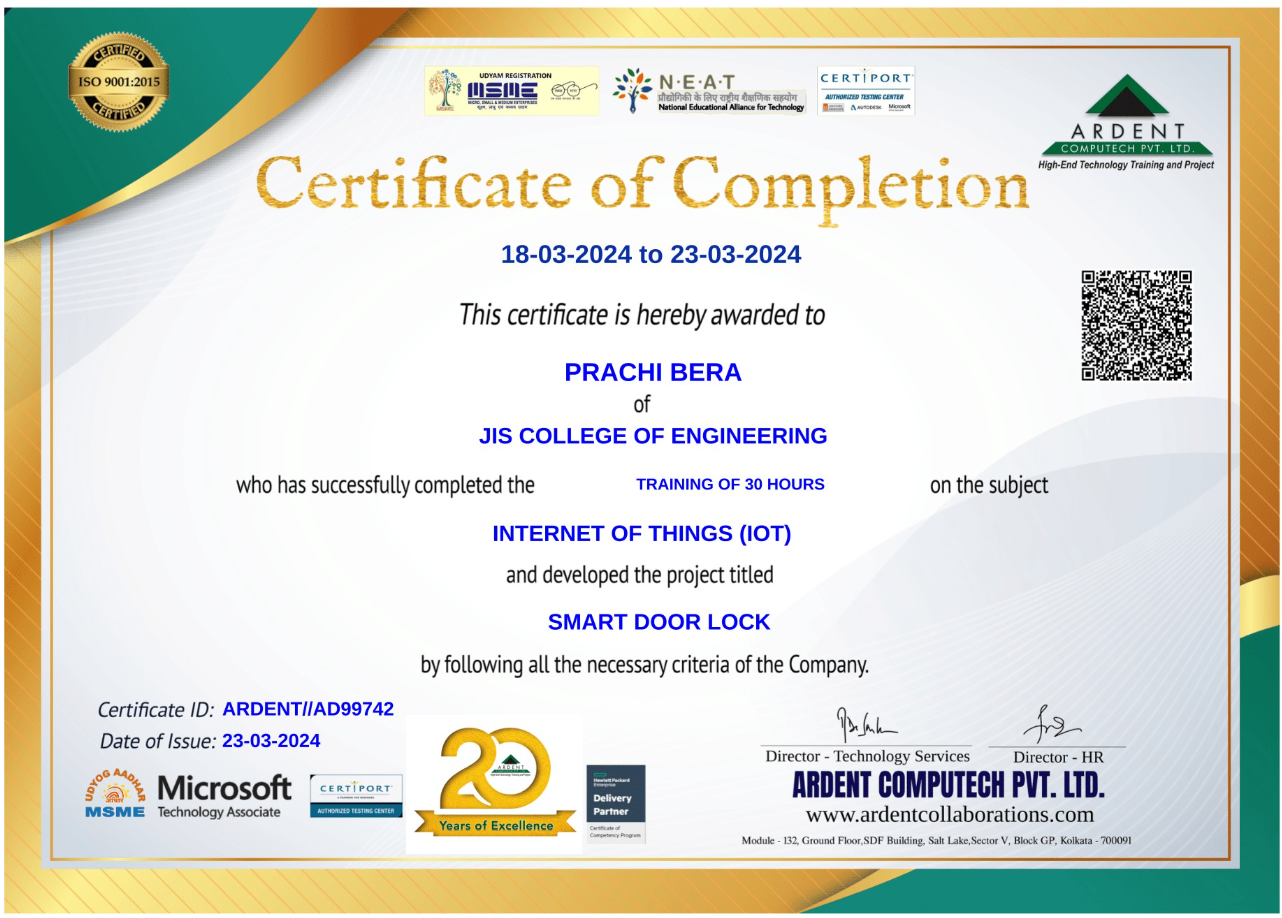 CERTIFIED
ISO 9001:2015
CERTIFIED
UDYAM REGISTRATION
MSME
MICRO, SMALL & MEDIUM ENTERPRISES
सूक्ष्म, लघु एवं मध्यम उद्यम
N·E·A·T
प्रौद्योगिकी के लिए राष्ट्रीय शैक्षणिक सहयोग
National Educational Alliance for Technology
CERTIPORT
AUTHORIZED TESTING CENTER
AUTODESK Microsoft
ARDENT
COMPUTECH PVT. LTD.
High-End Technology Training and Project
Certificate of Completion
18-03-2024 to 23-03-2024
This certificate is hereby awarded to
PRACHI BERA
of
JIS COLLEGE OF ENGINEERING
who has successfully completed the TRAINING OF 30 HOURS on the subject
INTERNET OF THINGS (IOT)
and developed the project titled
SMART DOOR LOCK
by following all the necessary criteria of the Company.
Certificate ID: ARDENT//AD99742
Date of Issue: 23-03-2024
UDYOG AADHAR
MSME
Microsoft
Technology Associate
CERTIPORT
AUTHORIZED TESTING CENTER
20
ARDENT
Years of Excellence
Hewlett Packard
Enterprise
Delivery
Partner
Certificate of
Competency Program
Director - Technology Services
Director - HR
ARDENT COMPUTECH PVT. LTD.
www.ardentcollaborations.com
Module - 132, Ground Floor,SDF Building, Salt Lake,Sector V, Block GP, Kolkata - 700091